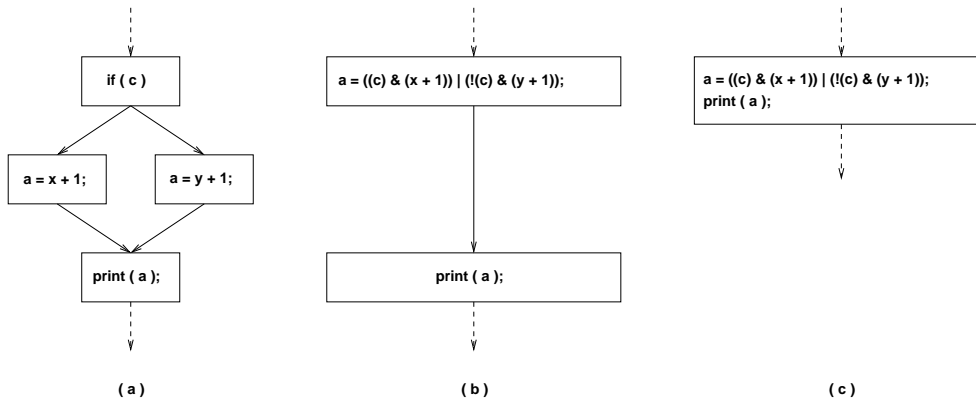 if ( c )
a = x + 1;
a = y + 1;
print ( a );
( a )
a = ((c) & (x + 1)) | (!(c) & (y + 1));
print ( a );
( b )
a = ((c) & (x + 1)) | (!(c) & (y + 1));
print ( a );
( c )